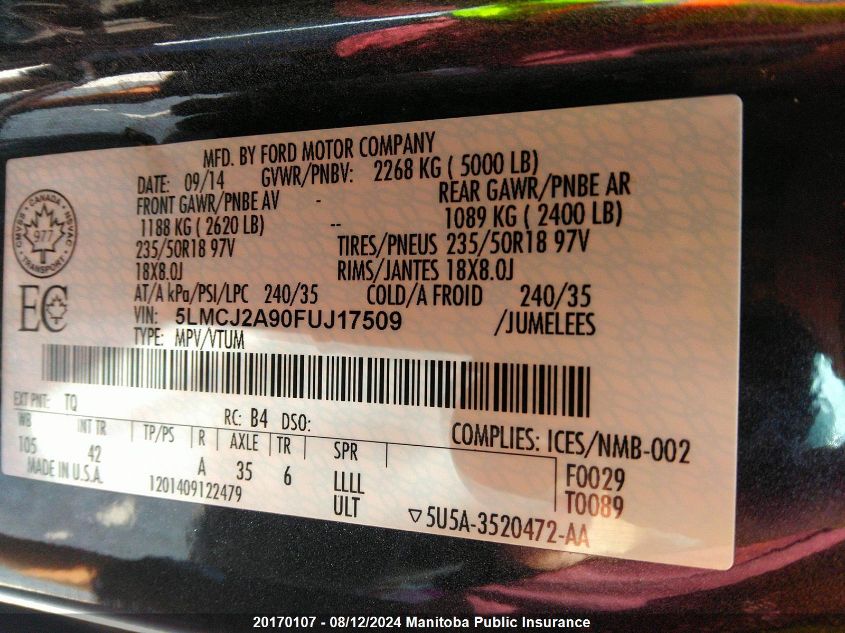 MFD. BY FORD MOTOR COMPANY
DATE: 09/14 GVWR/PNBV: 2268 KG ( 5000 LB)
FRONT GAWR/PNBE AV - REAR GAWR/PNBE AR
1188 KG ( 2620 LB) -- 1089 KG ( 2400 LB)
235/50R18 97V TIRES/PNEUS 235/50R18 97V
18X8.0J RIMS/JANTES 18X8.0J
AT/A kPa/PSI/LPC 240/35 COLD/A FROID 240/35
VIN: 5LMCJ2A90FUJ17509 /JUMELEES
TYPE: MPV/VTUM
CANADA
CMVSS NSVAC
977
TRANSPORT
EC
EXT PNT: TQ RC: B4 DSO: COMPLIES: ICES/NMB-002
WB INT TR TP/PS R AXLE TR SPR F0029
105 42 A 35 6 LLLL T0089
ULT
MADE IN U.S.A. 1201409122479 ▽5U5A-3520472-AA
20170107 - 08/12/2024 Manitoba Public Insurance